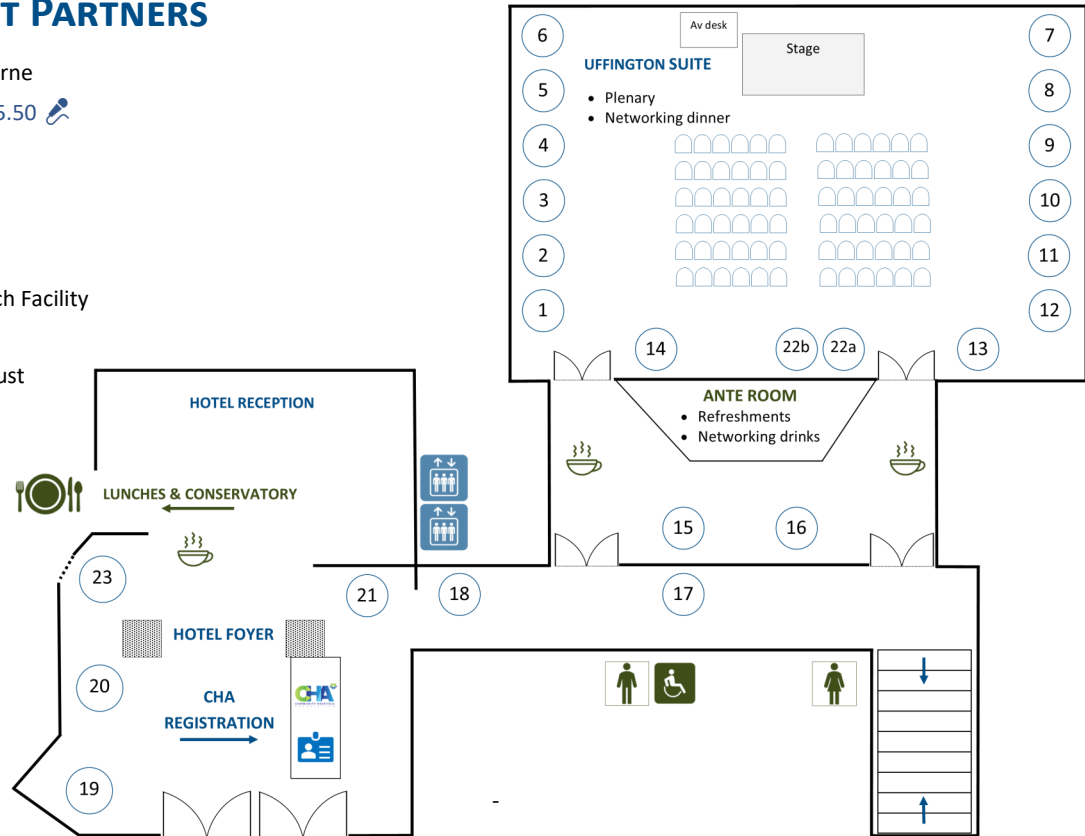 T PARTNERS
rne
5.50
ch Facility
ust
6
5
4
3
2
1
Av desk
Stage
UFFINGTON SUITE
• Plenary
• Networking dinner
7
8
9
10
11
12
14
22b
22a
13
ANTE ROOM
• Refreshments
• Networking drinks
15
16
HOTEL RECEPTION
LUNCHES & CONSERVATORY
23
21
18
17
HOTEL FOYER
20
CHA
REGISTRATION
CHA
COMMUNITY HOSPITALS
19
-